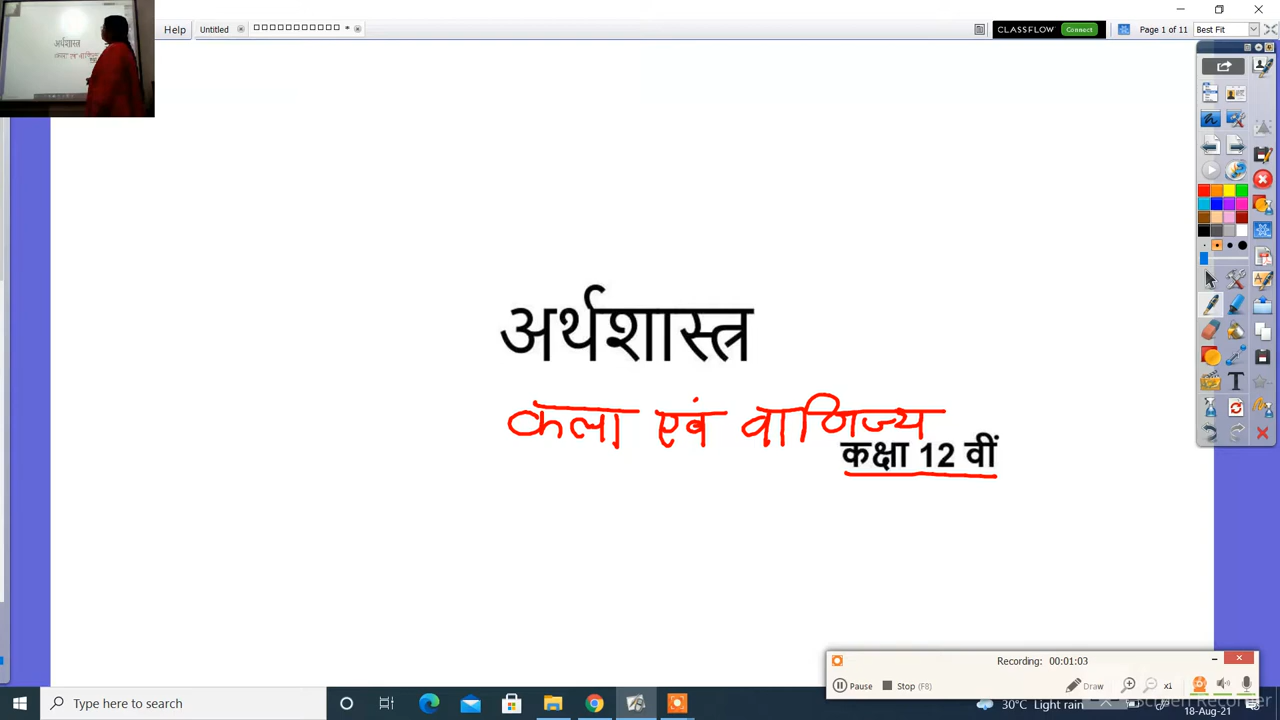 Help Untitled □□□□□□□□□□□ * CLASSFLOW Connect Page 1 of 11 Best Fit
अर्थशास्त्र
कला एवं वाणिज्य
कक्षा 12 वीं
Recording: 00:01:03
Pause Stop (F8) Draw x1
Type here to search 30°C Light rain 18-Aug-21